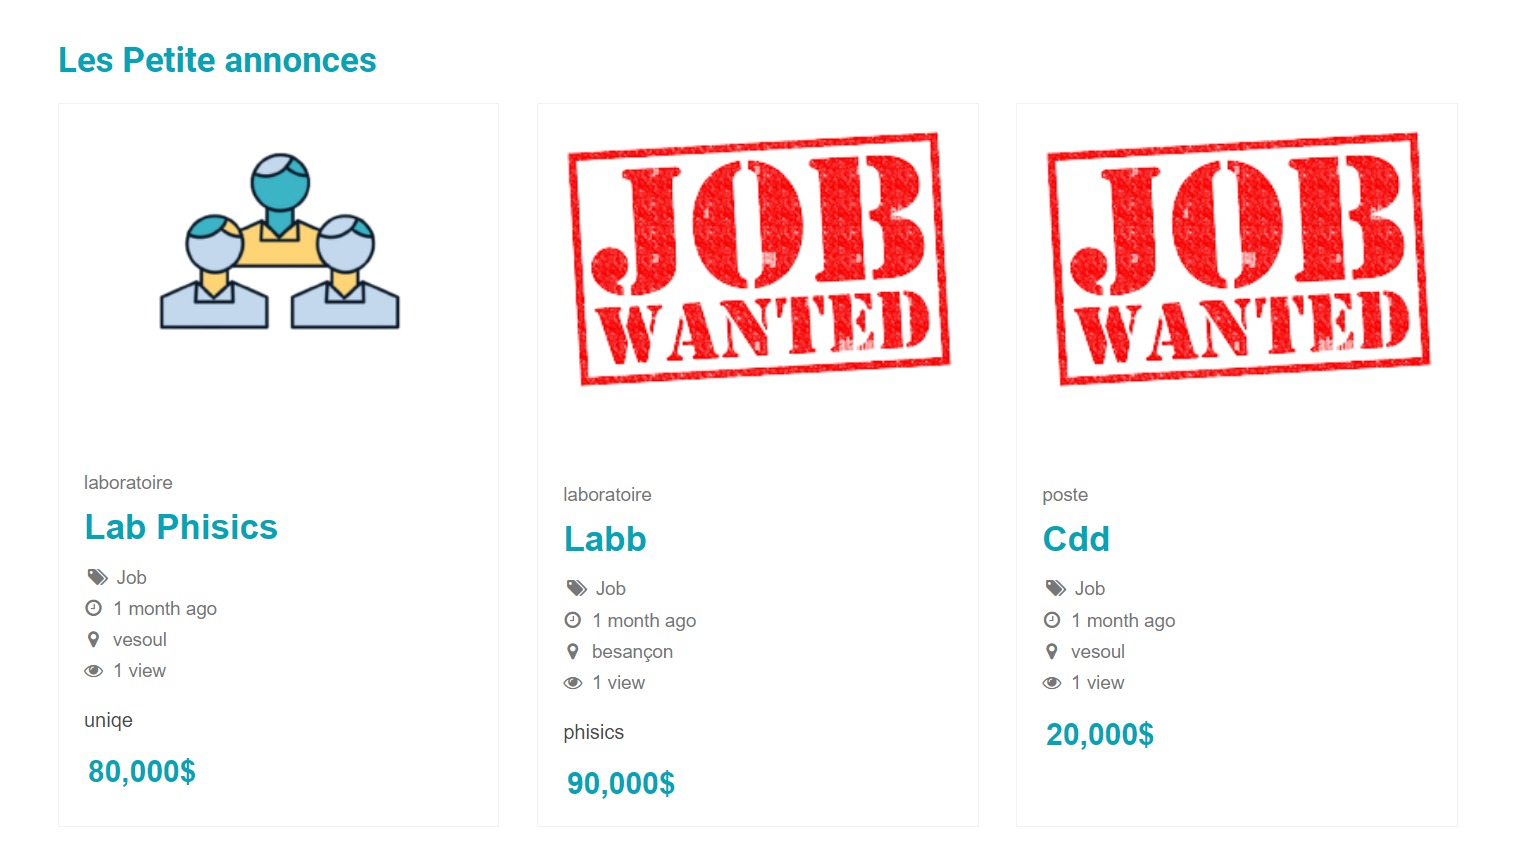 Les Petite annonces
laboratoire
Lab Phisics
Job
1 month ago
vesoul
1 view
uniqe
80,000$
JOB
WANTED
laboratoire
Labb
Job
1 month ago
besançon
1 view
phisics
90,000$
JOB
WANTED
poste
Cdd
Job
1 month ago
vesoul
1 view
20,000$